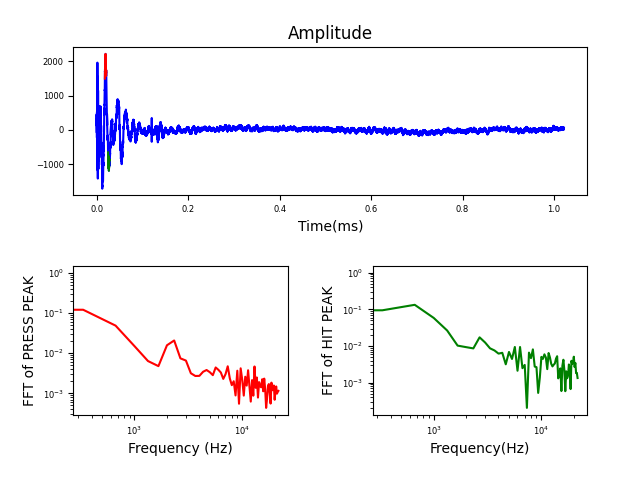 Amplitude
2000
1000
0
−1000
0.0 0.2 0.4 0.6 0.8 1.0
Time(ms)
FFT of PRESS PEAK
10⁰
10⁻¹
10⁻²
10⁻³
10³ 10⁴
Frequency (Hz)
FFT of HIT PEAK
10⁰
10⁻¹
10⁻²
10⁻³
10³ 10⁴
Frequency(Hz)